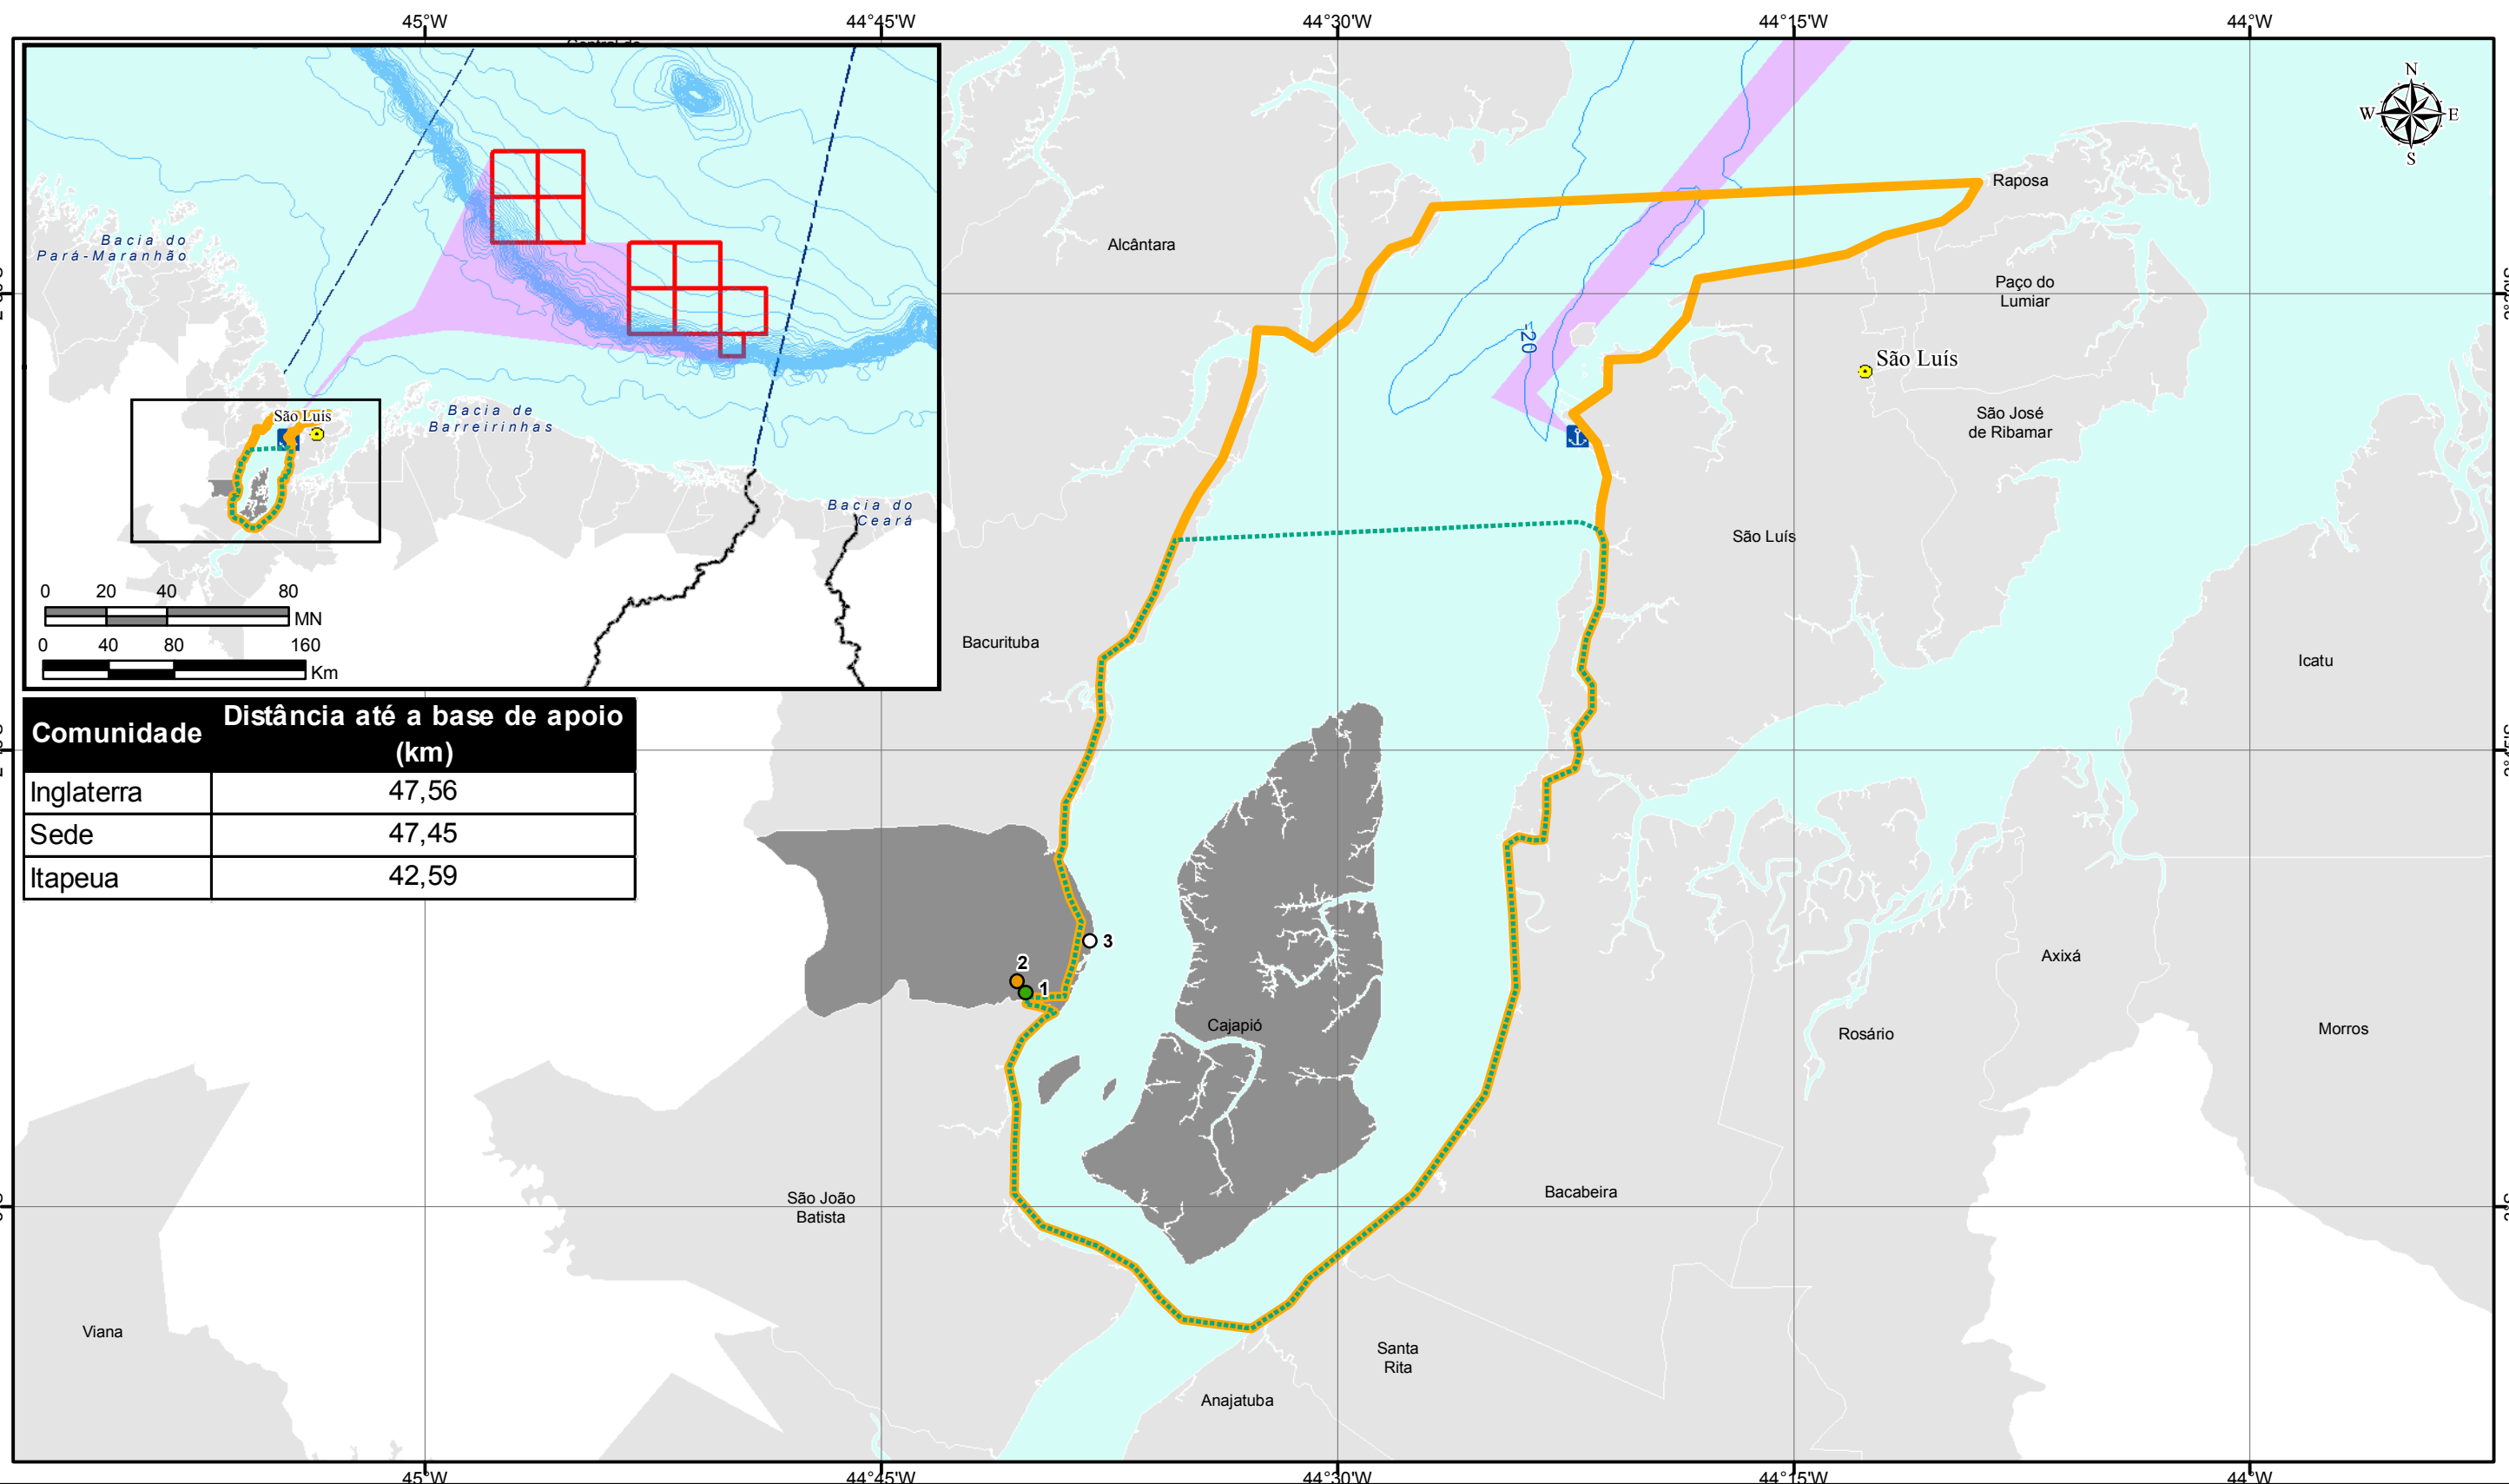 45°W
44°45'W
44°30'W
44°15'W
44°W
N
W
E
S
Bacia do
Pará-Maranhão
São Luís
Bacia de
Barreirinhas
Bacia do
Ceará
0 20 40 80
MN
0 40 80 160
Km
Comunidade
Distância até a base de apoio
(km)
Inglaterra 47,56
Sede 47,45
Itapeua 42,59
Raposa
Alcântara
Paço do
Lumiar
-20
São Luís
São José
de Ribamar
São Luís
Bacurituba
Icatu
3
2
1
Axixá
Cajapió
Rosário
Morros
São João
Batista
Bacabeira
Viana
Santa
Rita
Anajatuba
45°W
44°45'W
44°30'W
44°15'W
44°W